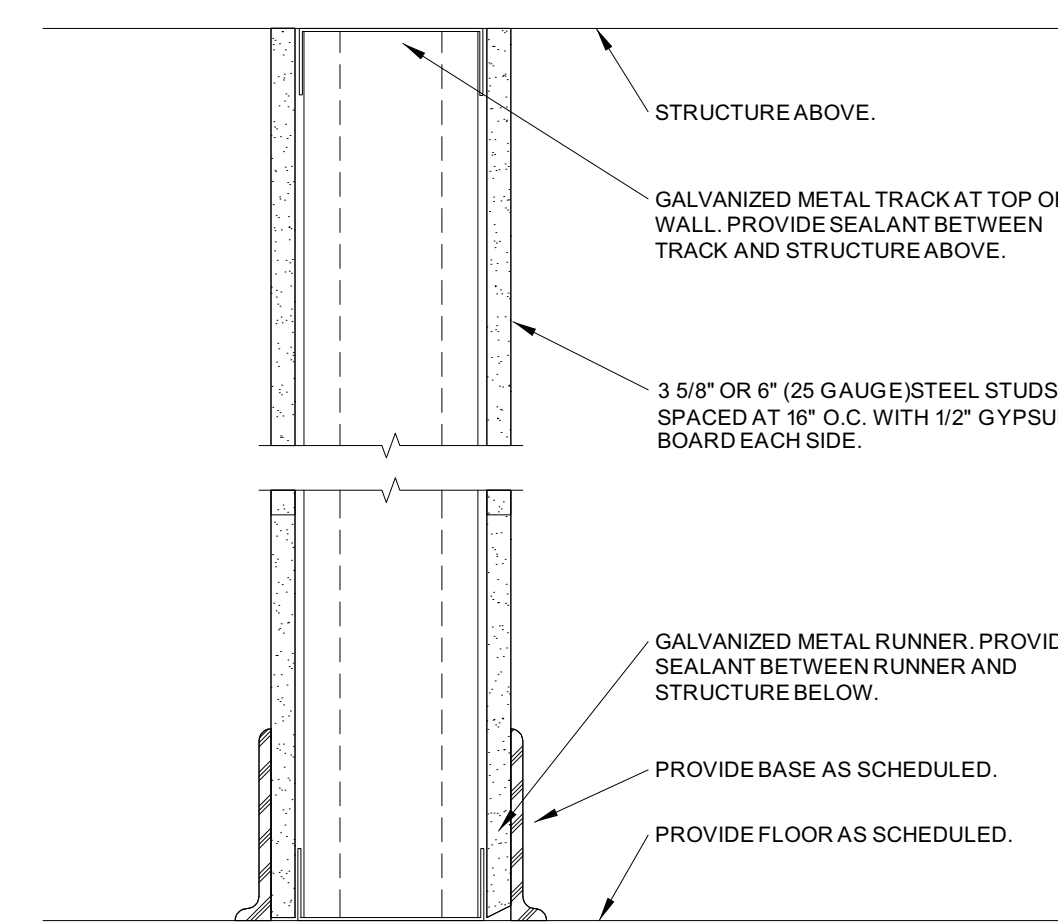 STRUCTURE ABOVE.
GALVANIZED METAL TRACK AT TOP OF
WALL. PROVIDE SEALANT BETWEEN
TRACK AND STRUCTURE ABOVE.
3 5/8" OR 6" (25 GAUGE)STEEL STUDS
SPACED AT 16" O.C. WITH 1/2" GYPSU
BOARD EACH SIDE.
GALVANIZED METAL RUNNER. PROVID
SEALANT BETWEEN RUNNER AND
STRUCTURE BELOW.
PROVIDE BASE AS SCHEDULED.
PROVIDE FLOOR AS SCHEDULED.